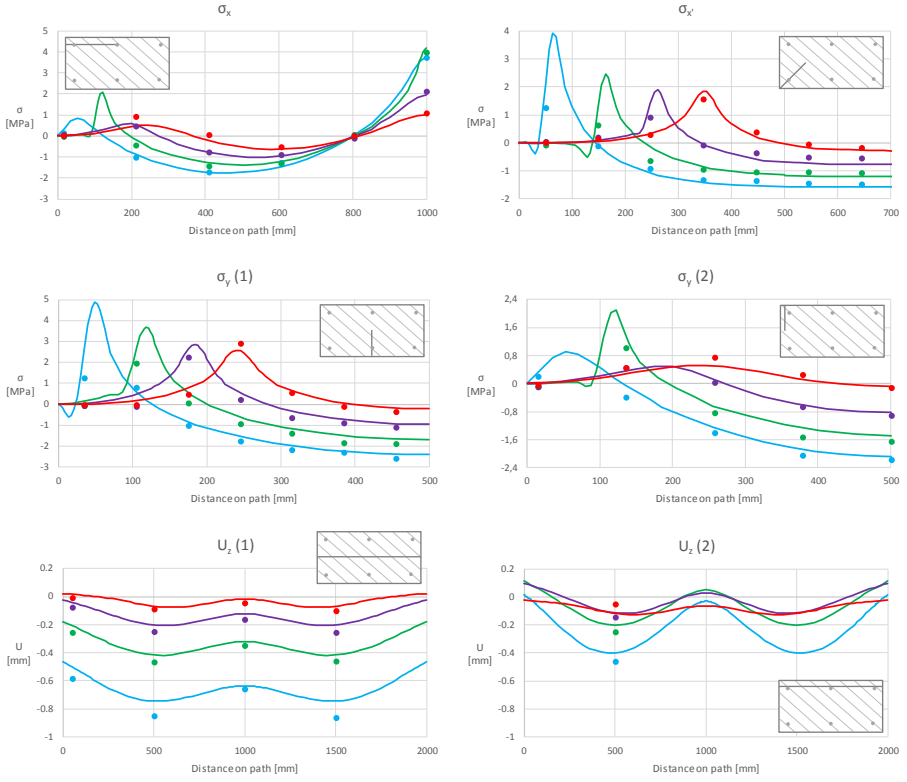 σx
5
4
3
2
1
0
-1
-2
-3
σ
[MPa]
0 200 400 600 800 1000
Distance on path [mm]
σx'
4
3
2
1
0
-1
-2
σ
[MPa]
0 100 200 300 400 500 600 700
Distance on path [mm]
σy (1)
5
4
3
2
1
0
-1
-2
-3
σ
[MPa]
0 100 200 300 400 500
Distance on path [mm]
σy (2)
2,4
1,6
0,8
0
-0,8
-1,6
-2,4
σ
[MPa]
0 100 200 300 400 500
Distance on path [mm]
Uz (1)
0.2
0
-0.2
-0.4
-0.6
-0.8
-1
U
[mm]
0 500 1000 1500 2000
Distance on path [mm]
Uz (2)
0.2
0
-0.2
-0.4
-0.6
-0.8
-1
U
[mm]
0 500 1000 1500 2000
Distance on path [mm]